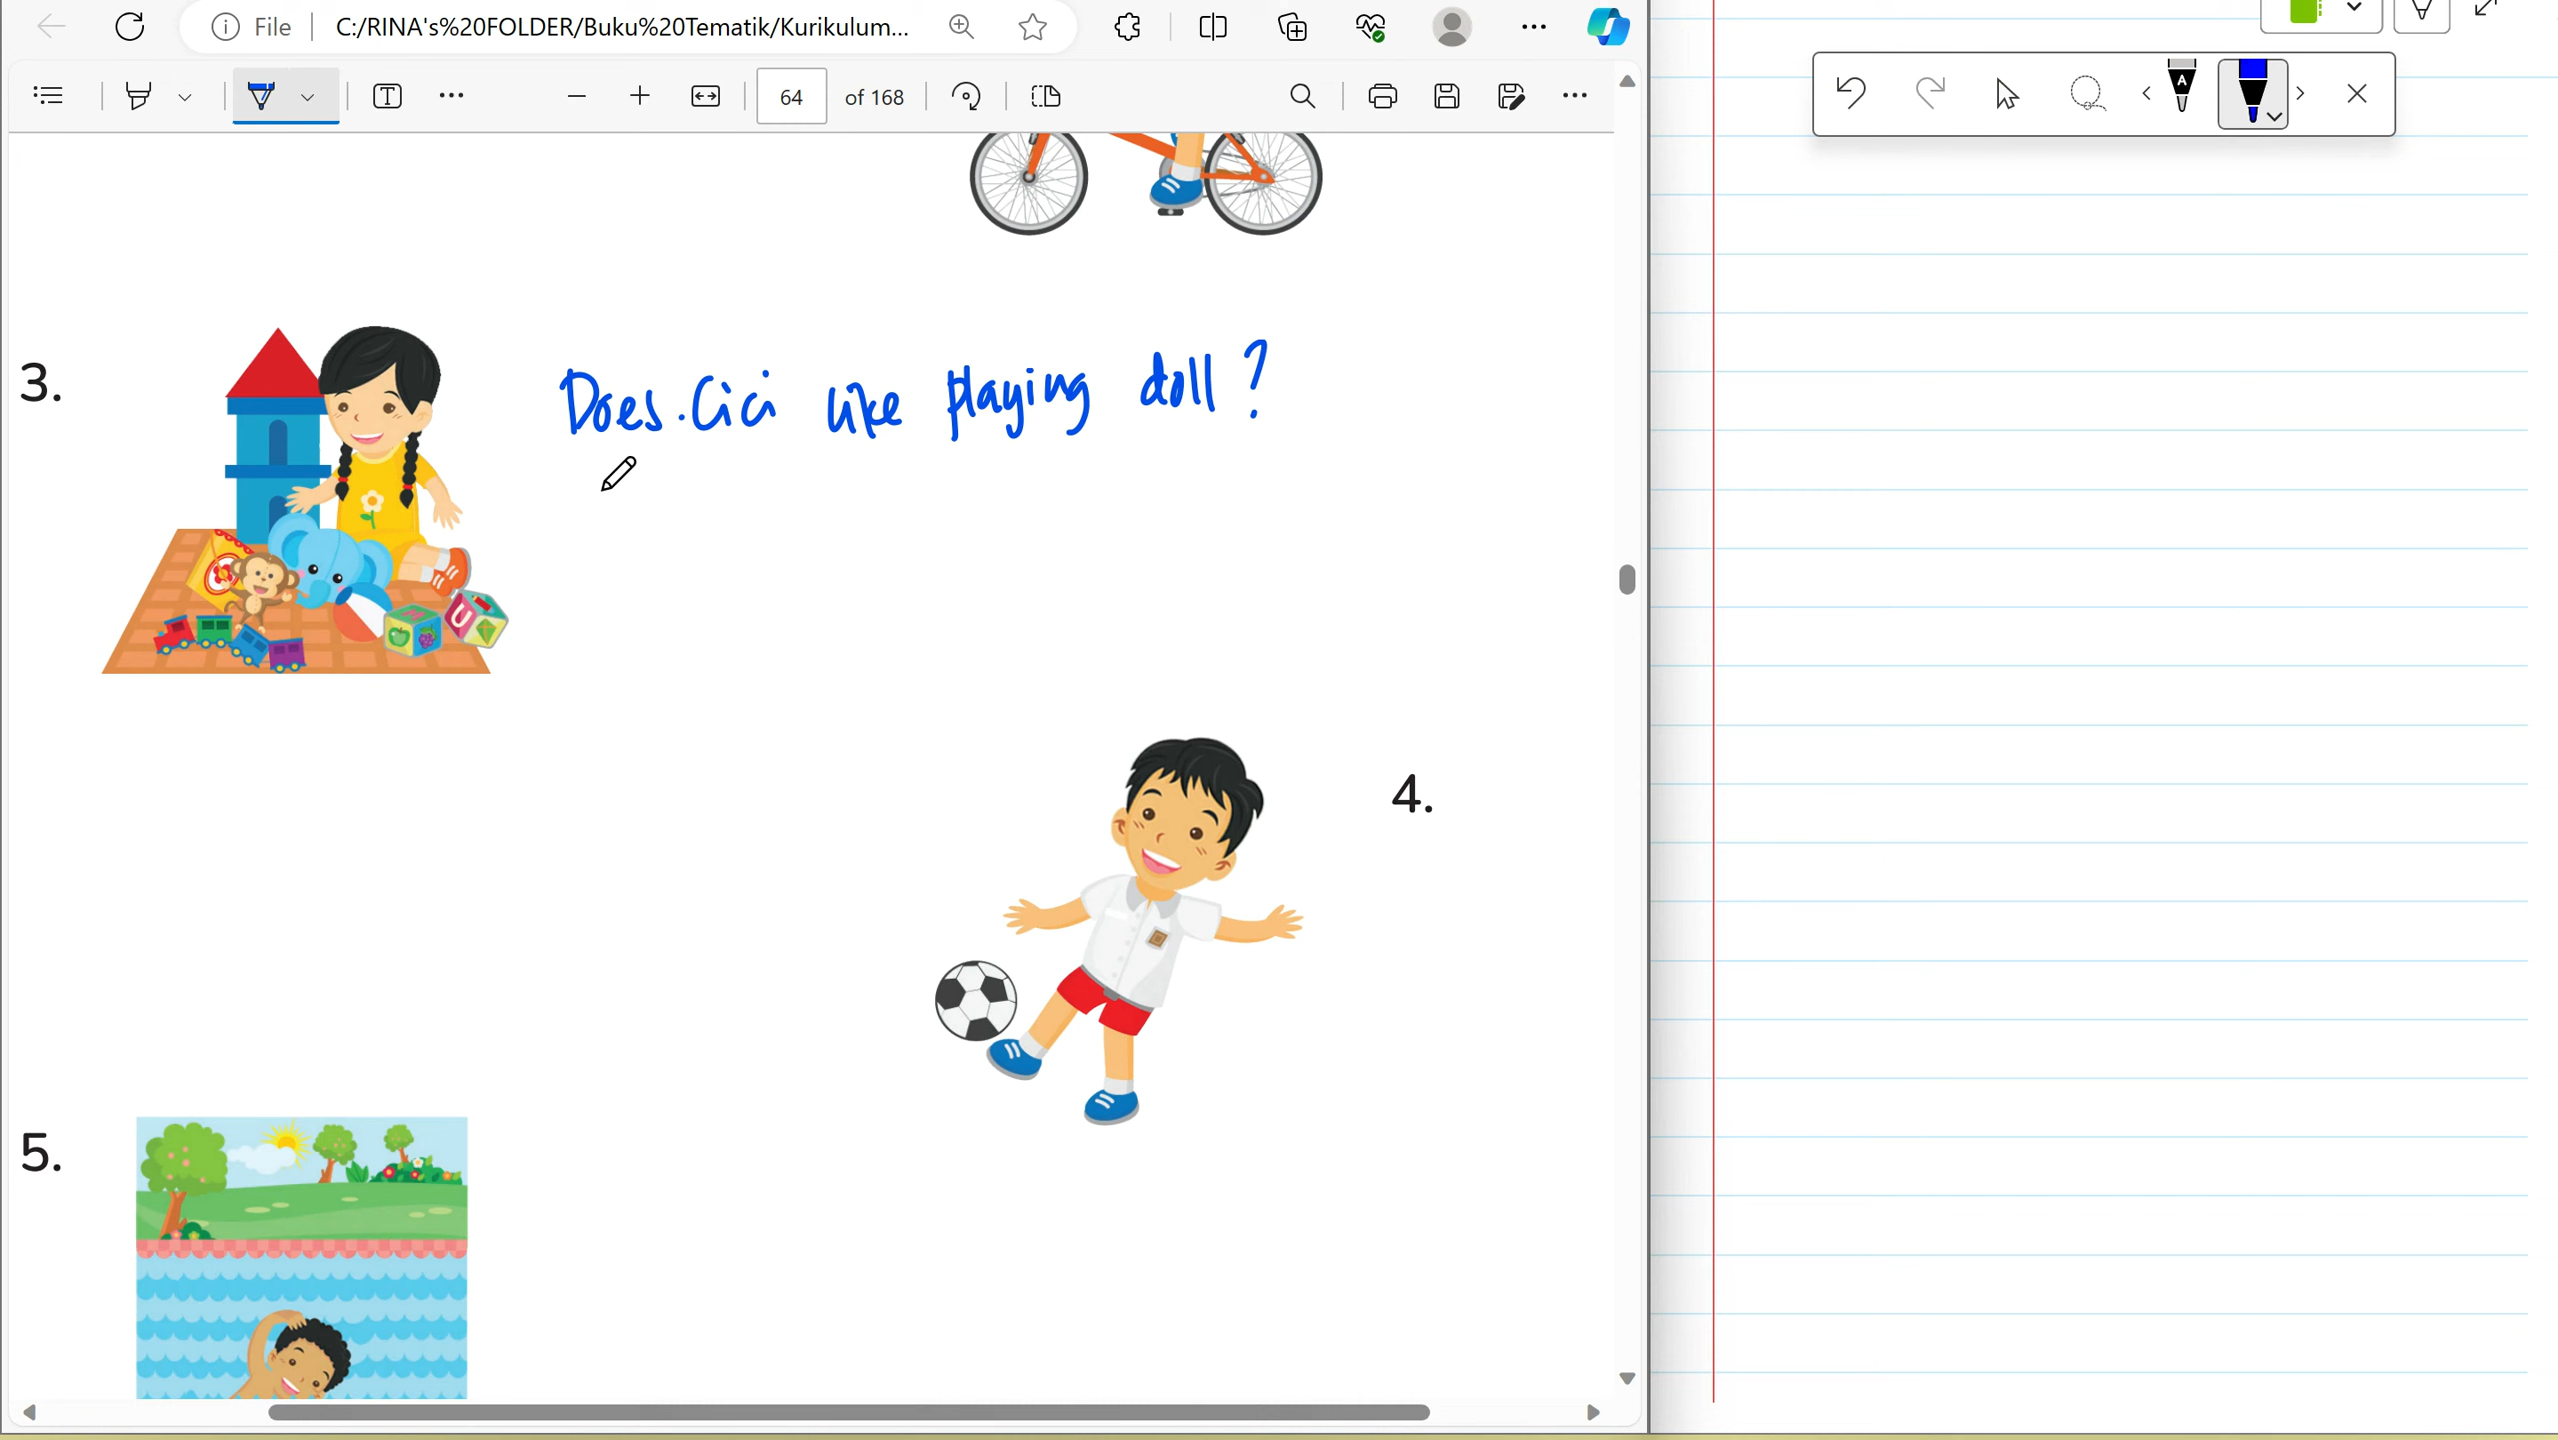 File
C:/RINA's%20FOLDER/Buku%20Tematik/Kurikulum...
64 of 168
A
3.
Does Cici like playing doll?
4.
5.